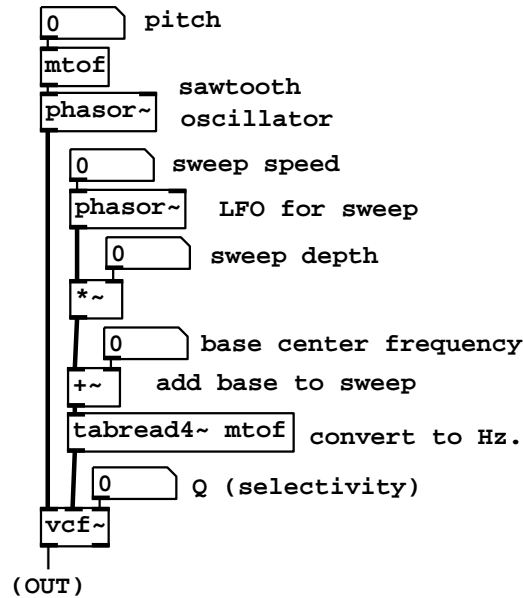 0 pitch
mtof
sawtooth
phasor~ oscillator
0 sweep speed
phasor~ LFO for sweep
0 sweep depth
*~
0 base center frequency
+~ add base to sweep
tabread4~ mtof convert to Hz.
0 Q (selectivity)
vcf~
(OUT)